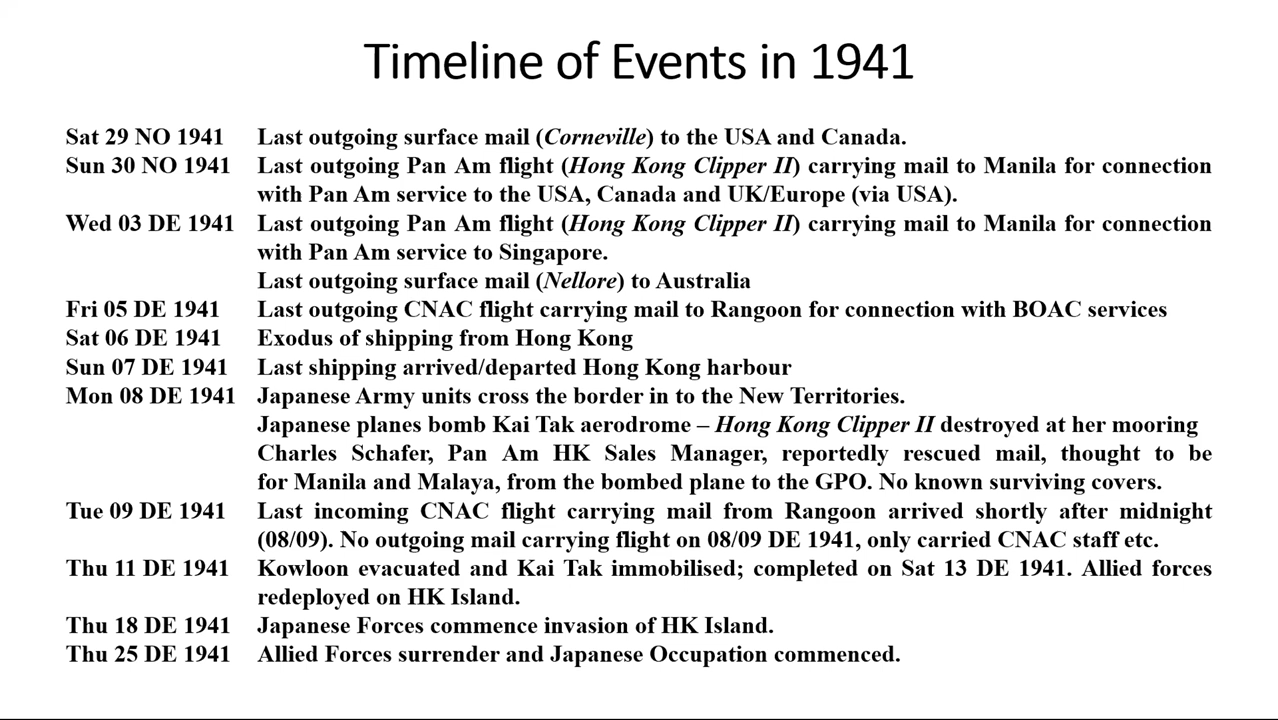 Timeline of Events in 1941
Sat 29 NO 1941 Last outgoing surface mail (Corneville) to the USA and Canada.
Sun 30 NO 1941 Last outgoing Pan Am flight (Hong Kong Clipper II) carrying mail to Manila for connection
with Pan Am service to the USA, Canada and UK/Europe (via USA).
Wed 03 DE 1941 Last outgoing Pan Am flight (Hong Kong Clipper II) carrying mail to Manila for connection
with Pan Am service to Singapore.
Last outgoing surface mail (Nellore) to Australia
Fri 05 DE 1941 Last outgoing CNAC flight carrying mail to Rangoon for connection with BOAC services
Sat 06 DE 1941 Exodus of shipping from Hong Kong
Sun 07 DE 1941 Last shipping arrived/departed Hong Kong harbour
Mon 08 DE 1941 Japanese Army units cross the border in to the New Territories.
Japanese planes bomb Kai Tak aerodrome – Hong Kong Clipper II destroyed at her mooring
Charles Schafer, Pan Am HK Sales Manager, reportedly rescued mail, thought to be
for Manila and Malaya, from the bombed plane to the GPO. No known surviving covers.
Tue 09 DE 1941 Last incoming CNAC flight carrying mail from Rangoon arrived shortly after midnight
(08/09). No outgoing mail carrying flight on 08/09 DE 1941, only carried CNAC staff etc.
Thu 11 DE 1941 Kowloon evacuated and Kai Tak immobilised; completed on Sat 13 DE 1941. Allied forces
redeployed on HK Island.
Thu 18 DE 1941 Japanese Forces commence invasion of HK Island.
Thu 25 DE 1941 Allied Forces surrender and Japanese Occupation commenced.